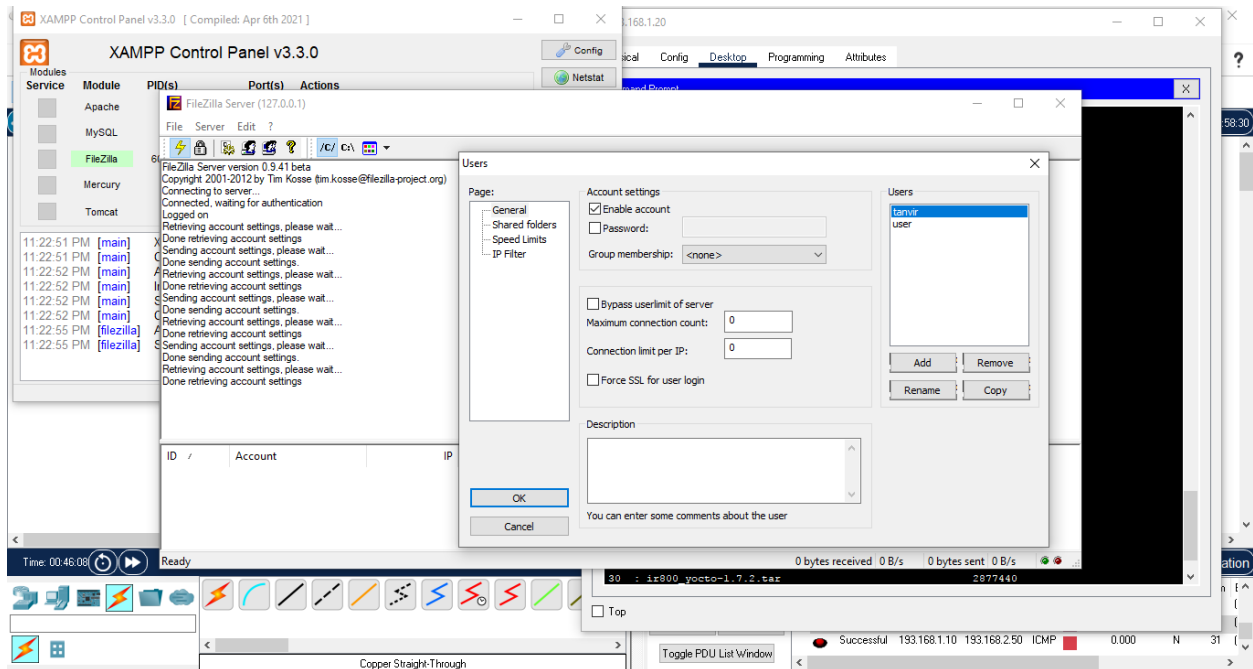 XAMPP Control Panel v3.3.0 [ Compiled: Apr 6th 2021 ]
.168.1.20
XAMPP Control Panel v3.3.0
Config
Netstat
Modules
Service Module PID(s) Port(s) Actions
Apache
MySQL
FileZilla
Mercury
Tomcat
11:22:51 PM [main]
11:22:51 PM [main]
11:22:52 PM [main]
11:22:52 PM [main]
11:22:52 PM [main]
11:22:52 PM [main]
11:22:55 PM [filezilla]
11:22:55 PM [filezilla]
Config Desktop Programming Attributes
?
:58:30
FileZilla Server (127.0.0.1)
File Server Edit ?
/C/ C:\
FileZilla Server version 0.9.41 beta
Copyright 2001-2012 by Tim Kosse (tim.kosse@filezilla-project.org)
Connecting to server...
Connected, waiting for authentication
Logged on
Retrieving account settings, please wait...
Done retrieving account settings
Sending account settings, please wait...
Done sending account settings.
Retrieving account settings, please wait...
Done retrieving account settings
Sending account settings, please wait...
Done sending account settings.
Retrieving account settings, please wait...
Done retrieving account settings
Sending account settings, please wait...
Done sending account settings.
Retrieving account settings, please wait...
Done retrieving account settings
ID / Account IP
Ready
0 bytes received 0 B/s 0 bytes sent 0 B/s
Users
Page:
General
Shared folders
Speed Limits
IP Filter
OK
Cancel
Account settings
Enable account
Password:
Group membership: <none>
Bypass userlimit of server
Maximum connection count: 0
Connection limit per IP: 0
Force SSL for user login
Description
You can enter some comments about the user
Users
tanvir
user
Add Remove
Rename Copy
30 : ir800_yocto-1.7.2.tar 2877440
Top
Time: 00:46:08
Copper Straight-Through
Toggle PDU List Window
Successful 193.168.1.10 193.168.2.50 ICMP 0.000 N 31